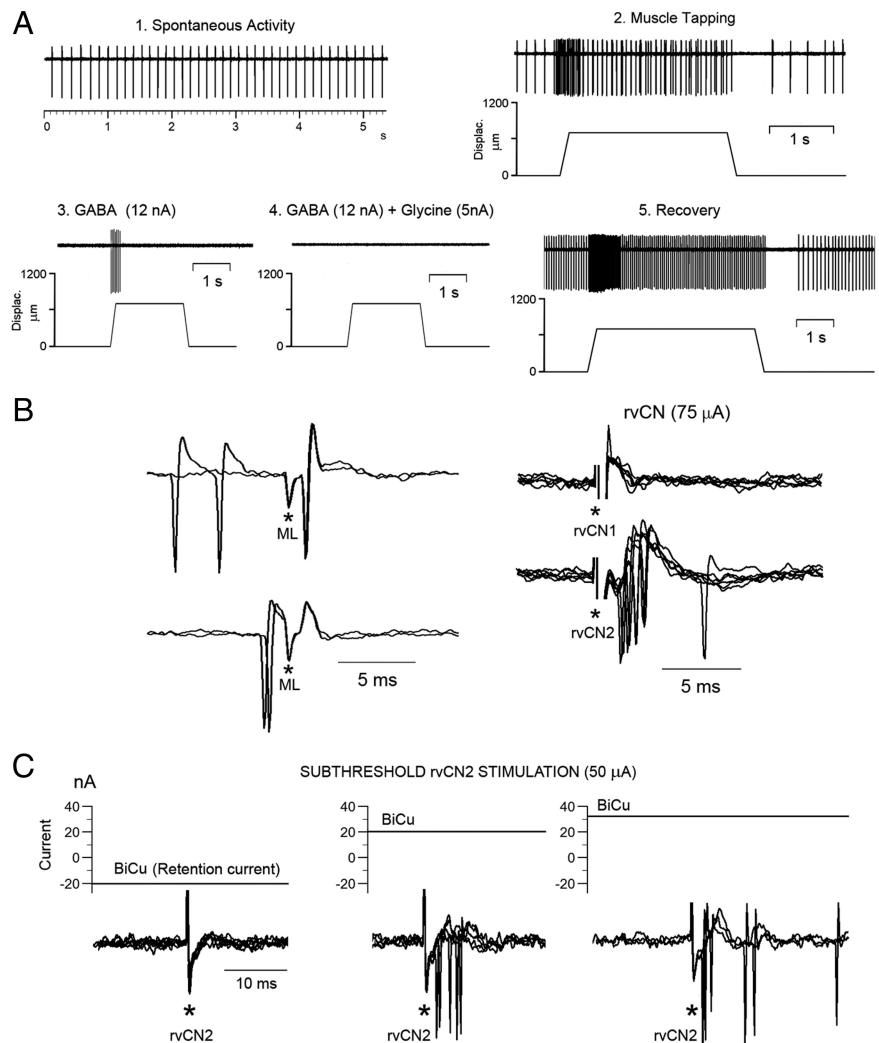 A
1. Spontaneous Activity
0 1 2 3 4 5
s
2. Muscle Tapping
1200
Displac.
µm
0
1 s
3. GABA (12 nA)
1200
Displac.
µm
0
1 s
4. GABA (12 nA) + Glycine (5nA)
1 s
5. Recovery
1200
0
1 s
B
*
ML
*
ML
5 ms
rvCN (75 µA)
*
rvCN1
*
rvCN2
5 ms
C
SUBTHRESHOLD rvCN2 STIMULATION (50 µA)
nA
Current
40
20
0
-20
BiCu (Retention current)
*
rvCN2
10 ms
40
20
0
-20
BiCu
*
rvCN2
40
20
0
-20
BiCu
*
rvCN2